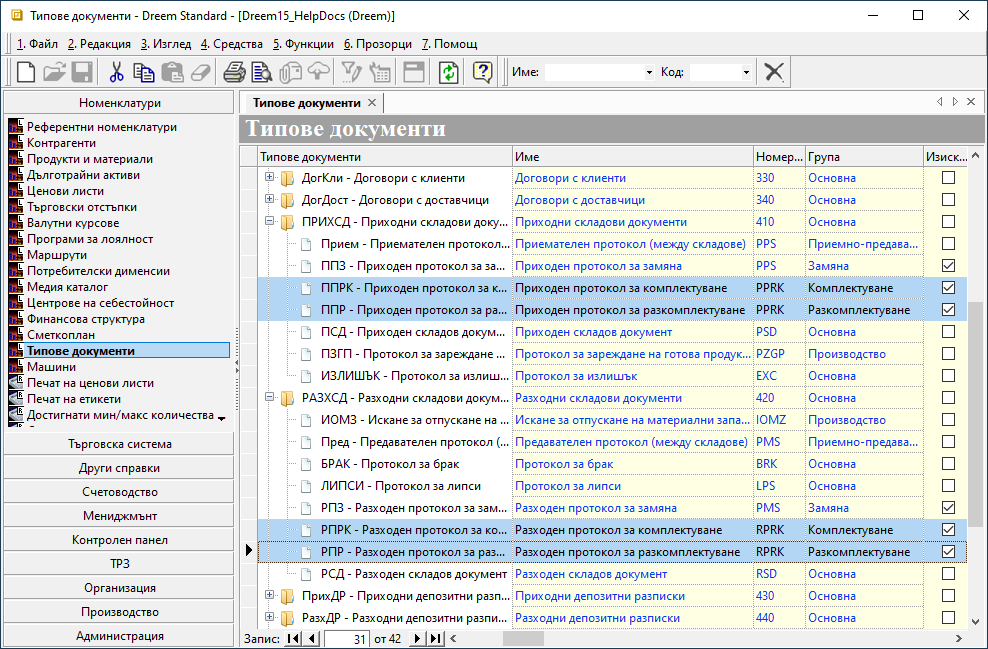 Типове документи - Dreem Standard - [Dreem15_HelpDocs (Dreem)]
1. Файл 2. Редакция 3. Изглед 4. Средства 5. Функции 6. Прозорци 7. Помощ
Име: Код:
Номенклатури
Референтни номенклатури
Контрагенти
Продукти и материали
Дълготрайни активи
Ценови листи
Търговски отстъпки
Валутни курсове
Програми за лоялност
Маршрути
Потребителски дименсии
Медия каталог
Центрове на себестойност
Финансова структура
Сметкоплан
Типове документи
Машини
Печат на ценови листи
Печат на етикети
Достигнати мин/макс количества
Търговска система
Други справки
Счетоводство
Мениджмънт
Контролен панел
ТРЗ
Организация
Производство
Администрация
Типове документи
Типове документи
Типове документи Име Номер... Група Изиск...
ДогКли - Договори с клиенти Договори с клиенти 330 Основна
ДогДост - Договори с доставчици Договори с доставчици 340 Основна
ПРИХСД - Приходни складови доку... Приходни складови документи 410 Основна
Прием - Приемателен протокол... Приемателен протокол (между складове) PPS Приемно-предава...
ППЗ - Приходен протокол за за... Приходен протокол за замяна PPS Замяна
ППРК - Приходен протокол за к... Приходен протокол за комплектуване PPRK Комплектуване
ППР - Приходен протокол за ра... Приходен протокол за разкомплектуване PPRK Разкомплектуване
ПСД - Приходен складов докум... Приходен складов документ PSD Основна
ПЗГП - Протокол за зареждане ... Протокол за зареждане на готова продук... PZGP Производство
ИЗЛИШЪК - Протокол за излиш... Протокол за излишък EXC Основна
РАЗХСД - Разходни складови докум... Разходни складови документи 420 Основна
ИОМЗ - Искане за отпускане на ... Искане за отпускане на материални запа... IOMZ Производство
Пред - Предавателен протокол (... Предавателен протокол (между складове) PMS Приемно-предава...
БРАК - Протокол за брак Протокол за брак BRK Основна
ЛИПСИ - Протокол за липси Протокол за липси LPS Основна
РПЗ - Разходен протокол за зам... Разходен протокол за замяна PMS Замяна
РПРК - Разходен протокол за ко... Разходен протокол за комплектуване RPRK Комплектуване
РПР - Разходен протокол за раз... Разходен протокол за разкомплектуване RPRK Разкомплектуване
РСД - Разходен складов документ Разходен складов документ RSD Основна
ПрихДР - Приходни депозитни разп... Приходни депозитни разписки 430 Основна
РазхДР - Разходни депозитни разпи... Разходни депозитни разписки 440 Основна
Запис: 31 от 42